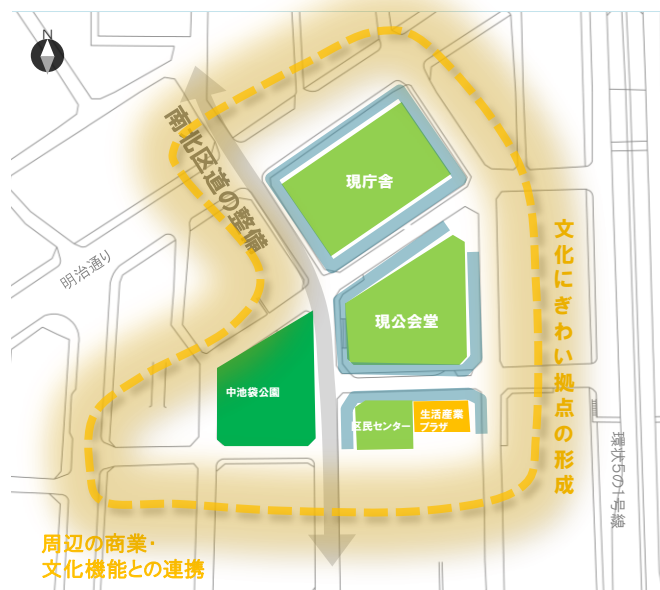 N
南北区道の整備
現庁舎
明治通り
文化にぎわい拠点の形成
現公会堂
中池袋公園
区民センター
生活産業
プラザ
環状5の1号線
周辺の商業・
文化機能との連携